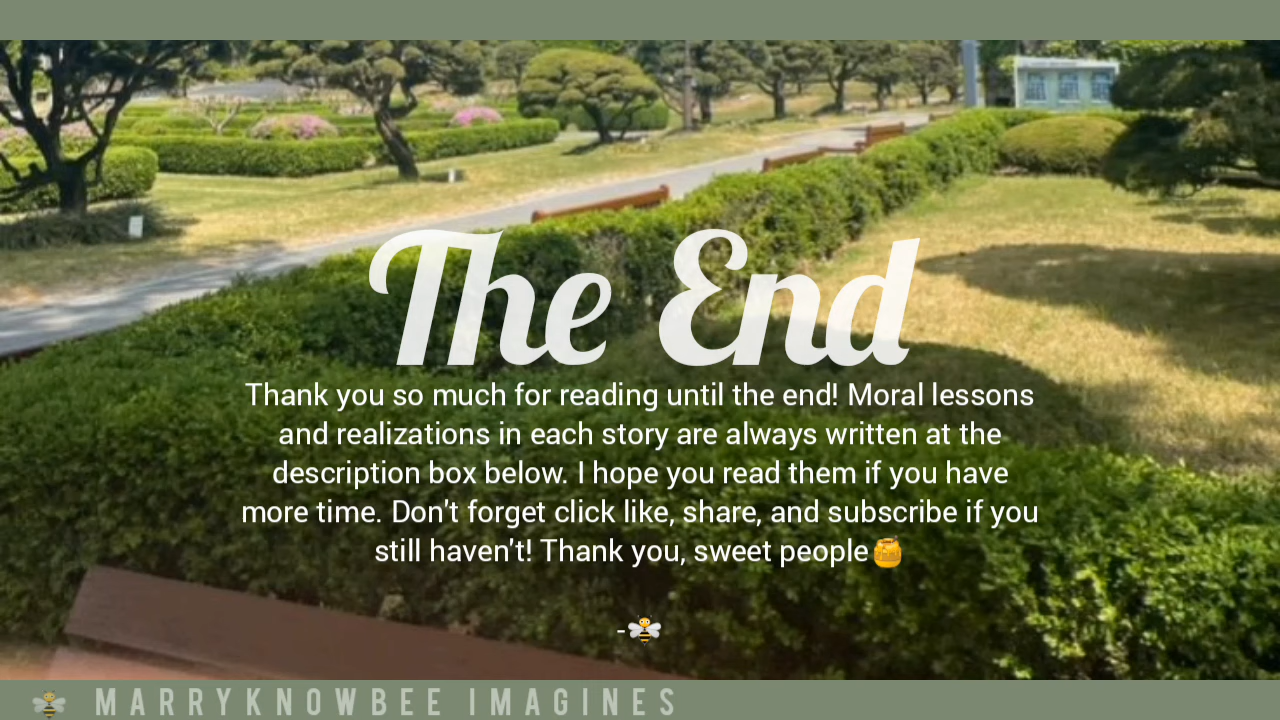 The End
Thank you so much for reading until the end! Moral lessons
and realizations in each story are always written at the
description box below. I hope you read them if you have
more time. Don't forget click like, share, and subscribe if you
still haven't! Thank you, sweet people🍯
-🐝
🐝 MARRYKNOWBEE IMAGINES